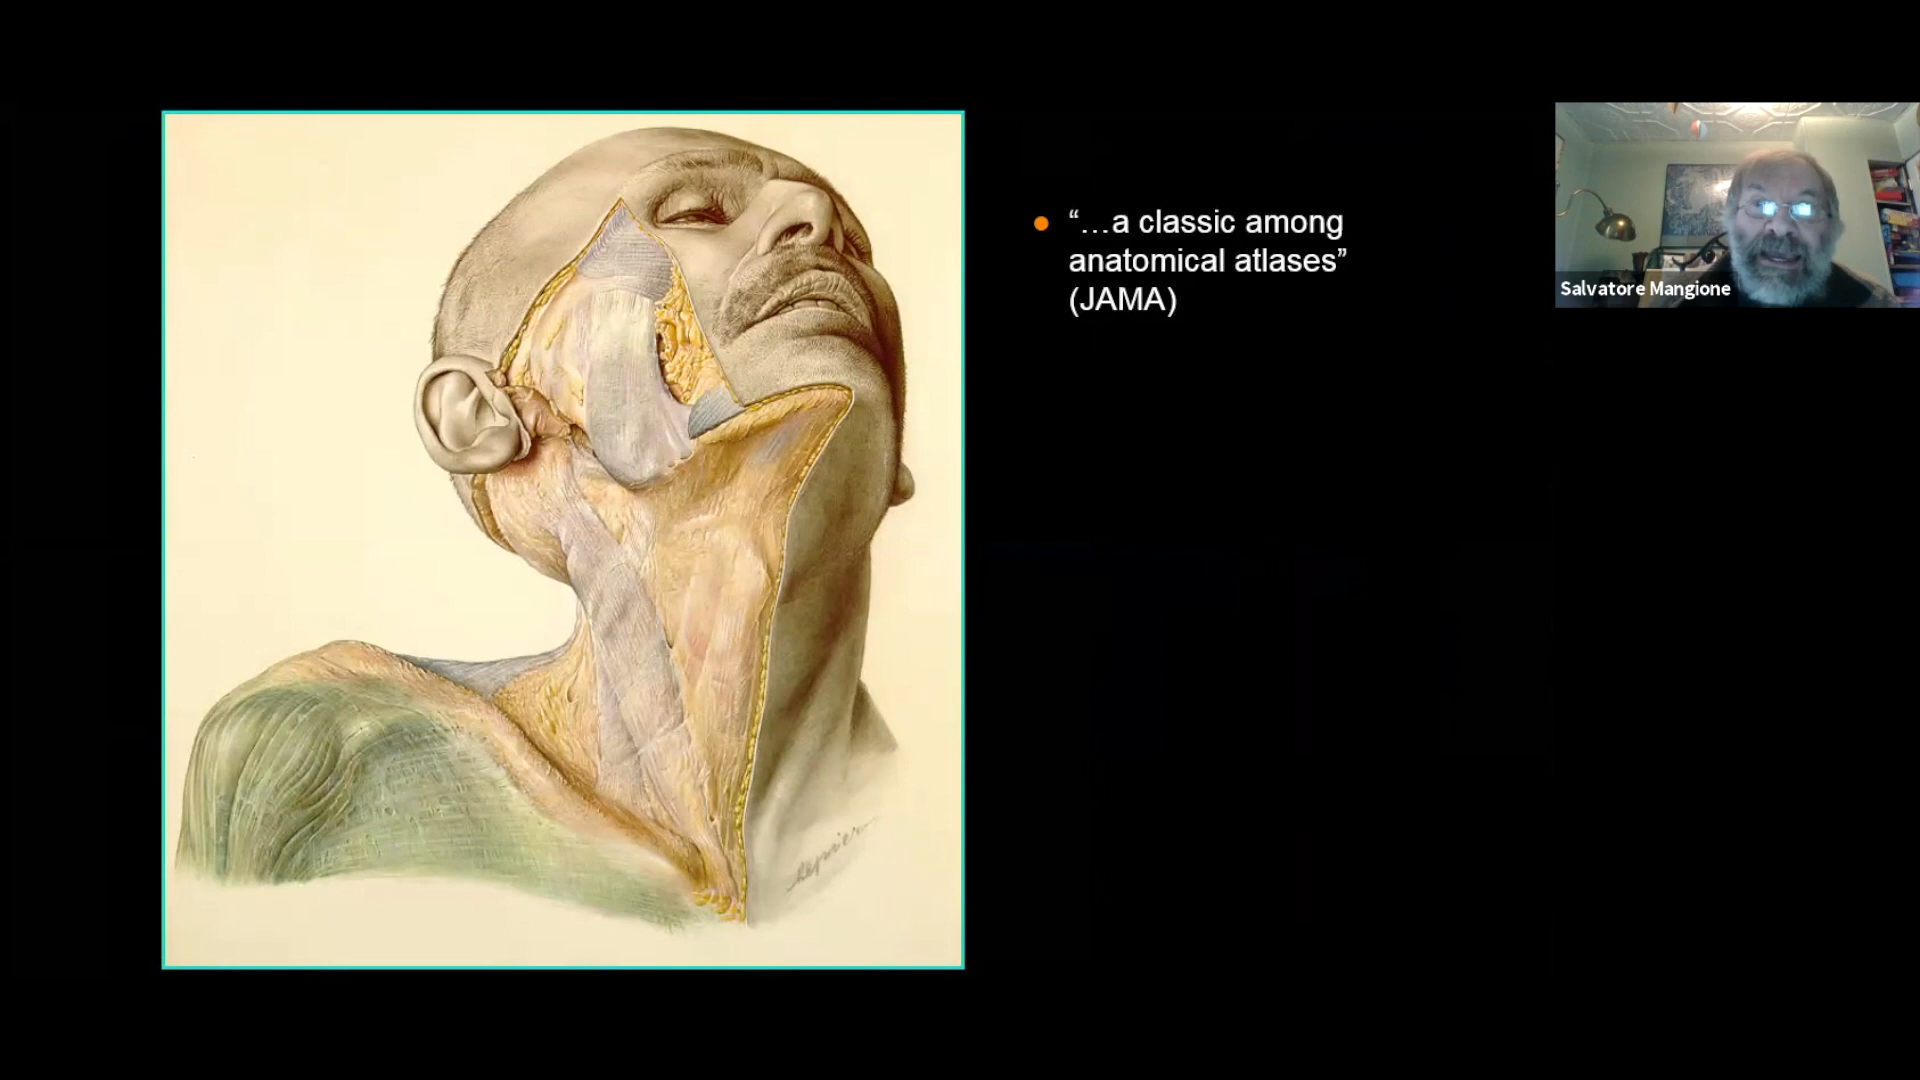 “…a classic among
anatomical atlases”
(JAMA)
Salvatore Mangione